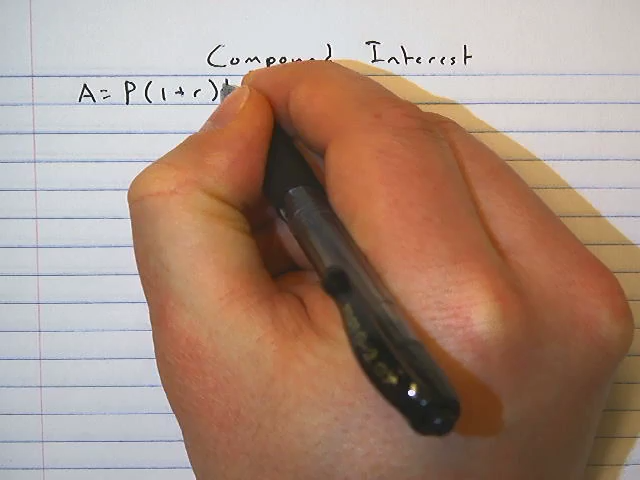 Compound Interest
A = P(1+r)t